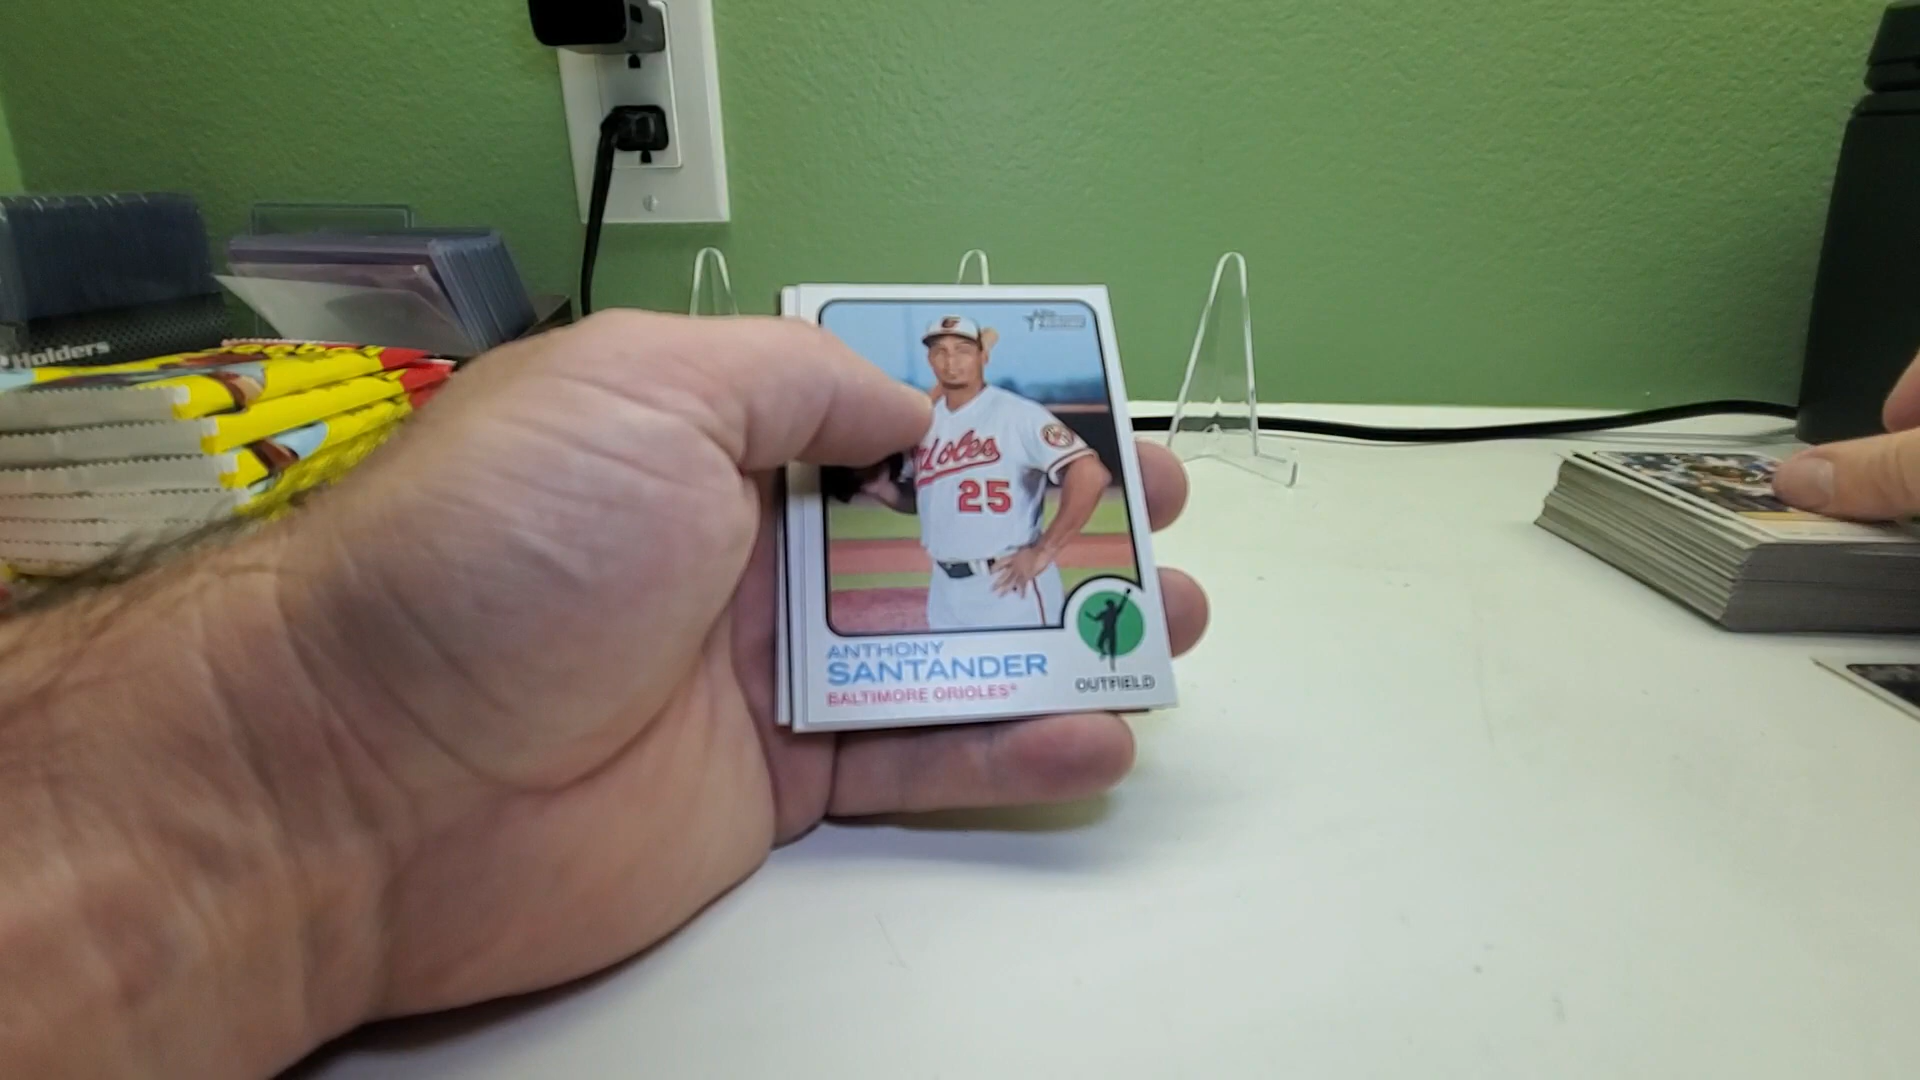 Holders
Orioles
25
ANTHONY
SANTANDER
BALTIMORE ORIOLES*
OUTFIELD